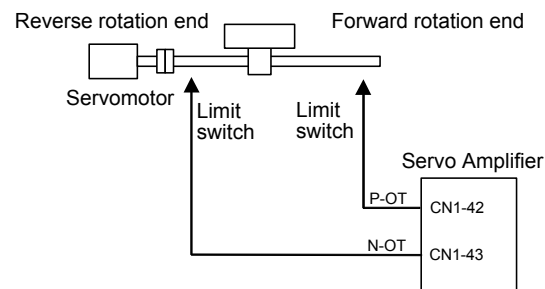 Reverse rotation end
Forward rotation end
Servomotor
Limit
switch
Limit
switch
Servo Amplifier
P-OT
CN1-42
N-OT
CN1-43